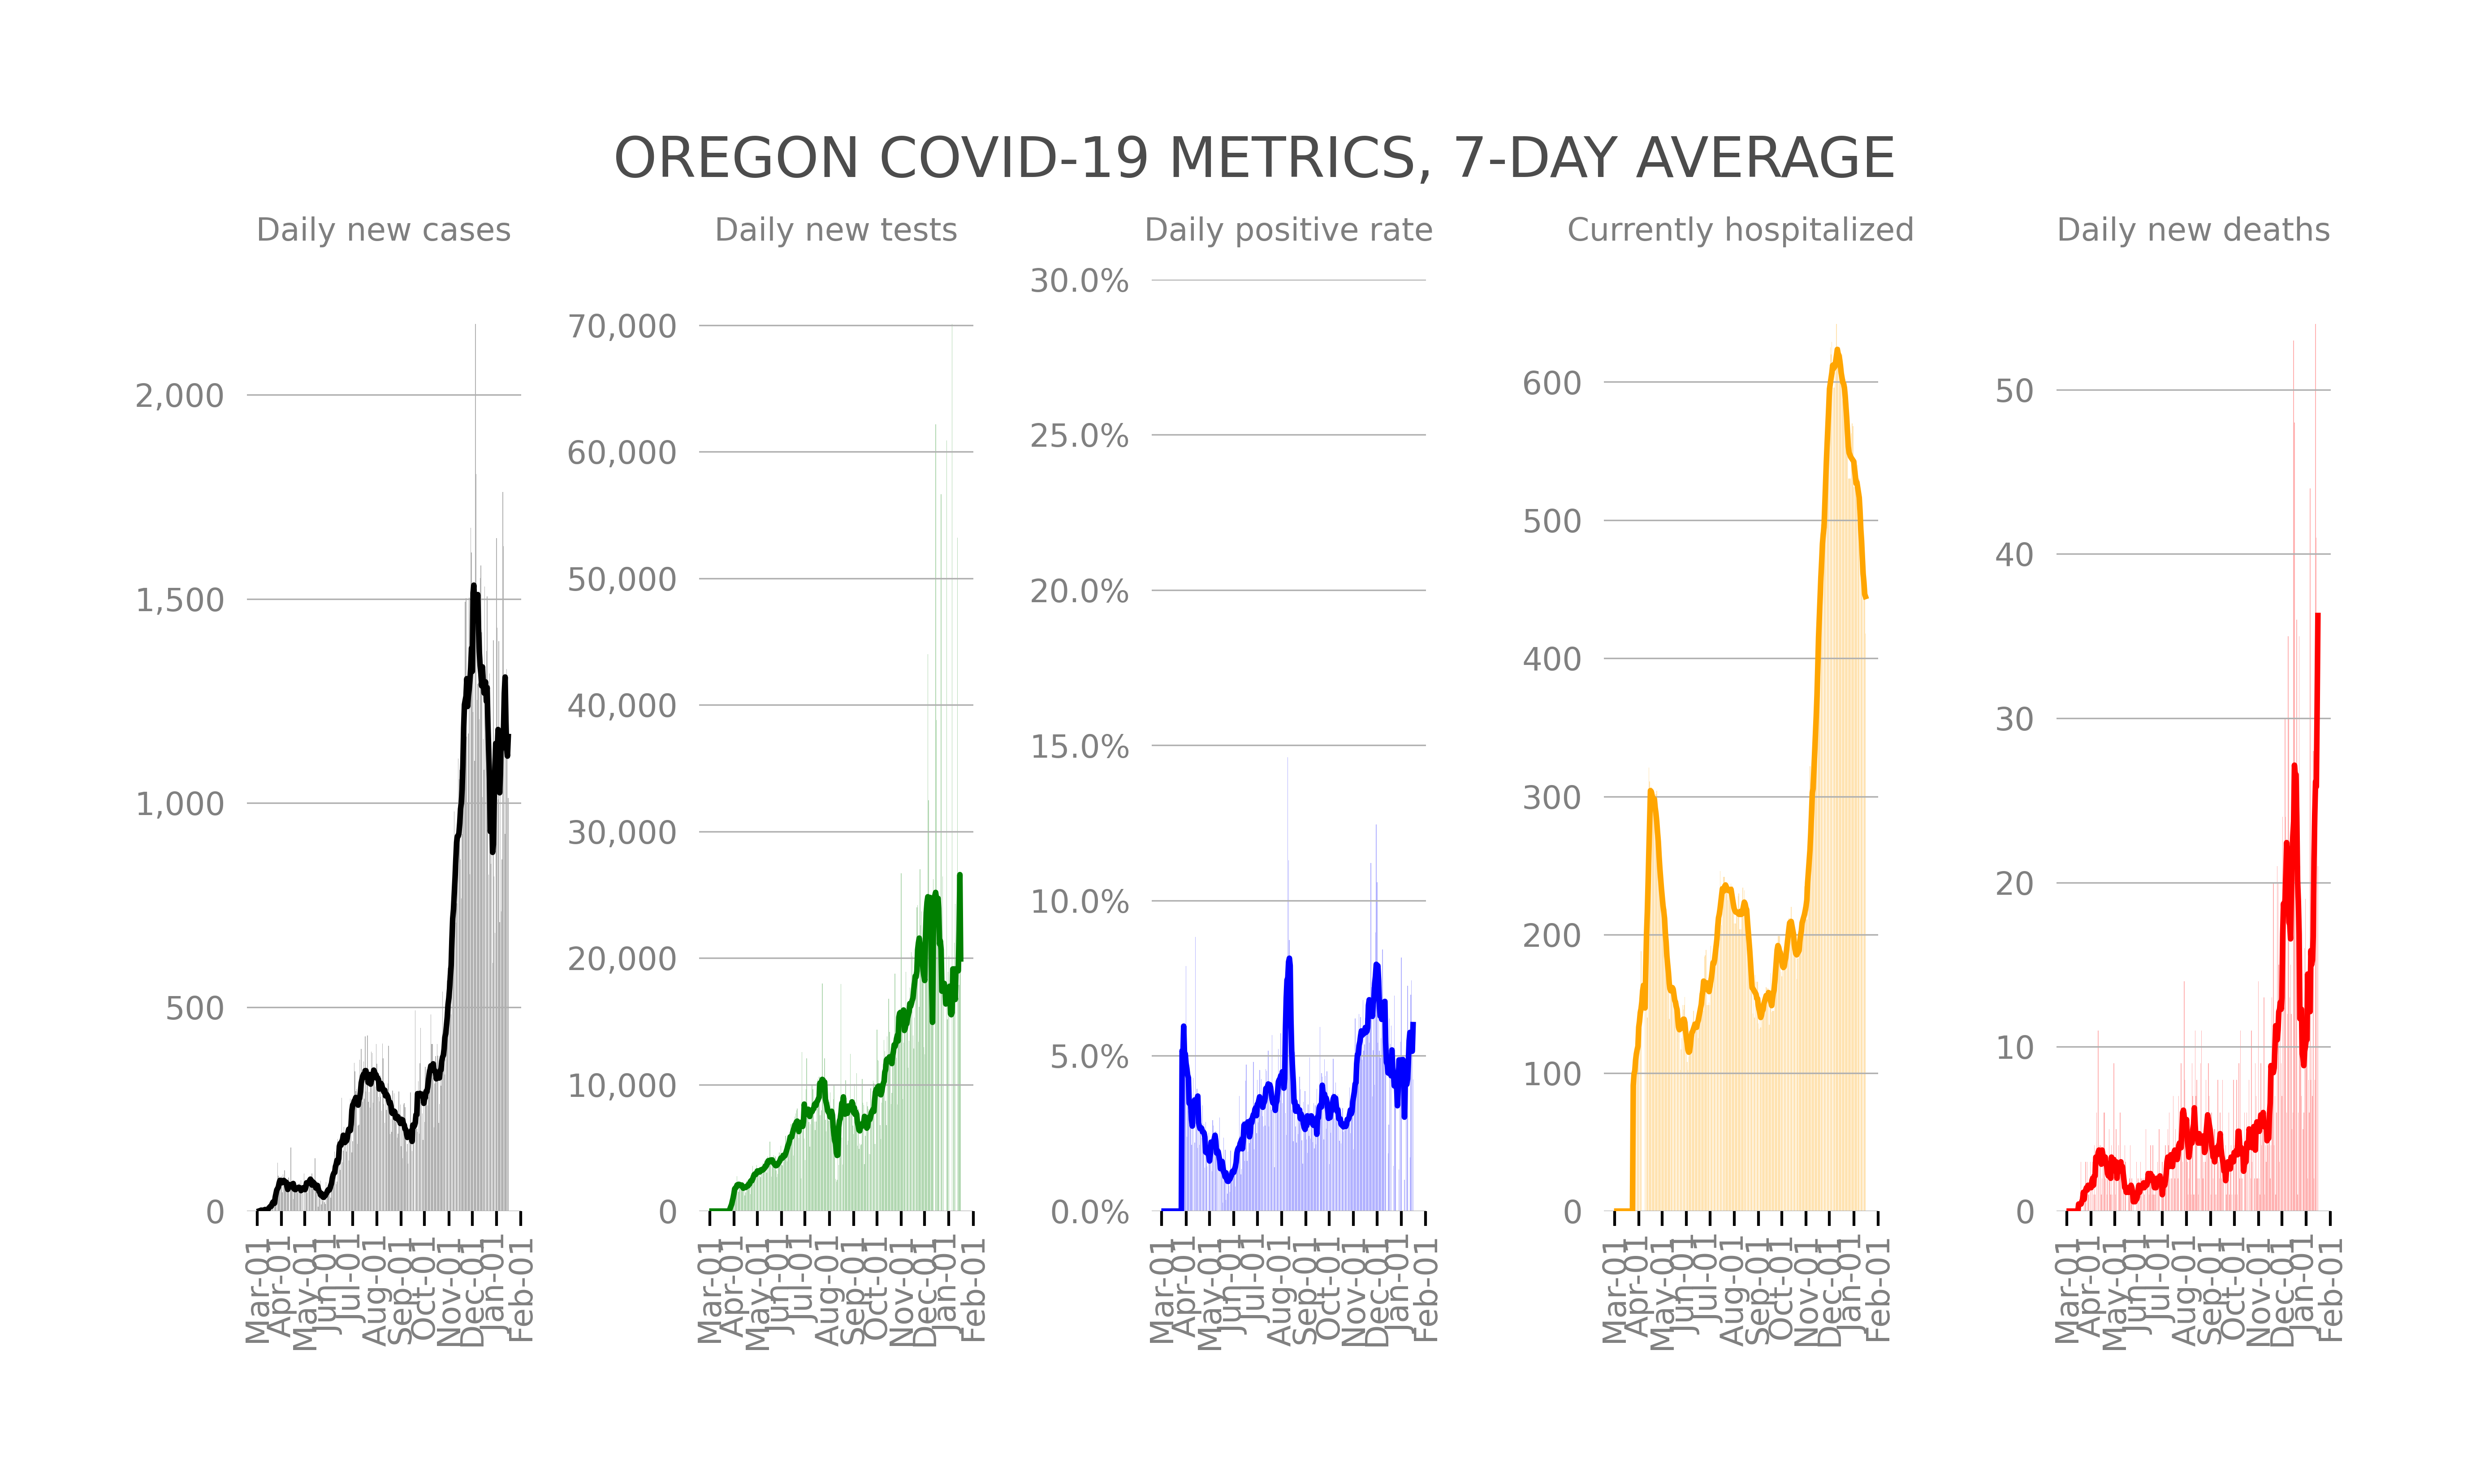 OREGON COVID-19 METRICS, 7-DAY AVERAGE
Daily new cases
2,000
1,500
1,000
500
0
Mar-01
Apr-01
May-01
Jun-01
Jul-01
Aug-01
Sep-01
Oct-01
Nov-01
Dec-01
Jan-01
Feb-01
Daily new tests
70,000
60,000
50,000
40,000
30,000
20,000
10,000
0
Mar-01
Apr-01
May-01
Jun-01
Jul-01
Aug-01
Sep-01
Oct-01
Nov-01
Dec-01
Jan-01
Feb-01
Daily positive rate
30.0%
25.0%
20.0%
15.0%
10.0%
5.0%
0.0%
Mar-01
Apr-01
May-01
Jun-01
Jul-01
Aug-01
Sep-01
Oct-01
Nov-01
Dec-01
Jan-01
Feb-01
Currently hospitalized
600
500
400
300
200
100
0
Mar-01
Apr-01
May-01
Jun-01
Jul-01
Aug-01
Sep-01
Oct-01
Nov-01
Dec-01
Jan-01
Feb-01
Daily new deaths
50
40
30
20
10
0
Mar-01
Apr-01
May-01
Jun-01
Jul-01
Aug-01
Sep-01
Oct-01
Nov-01
Dec-01
Jan-01
Feb-01